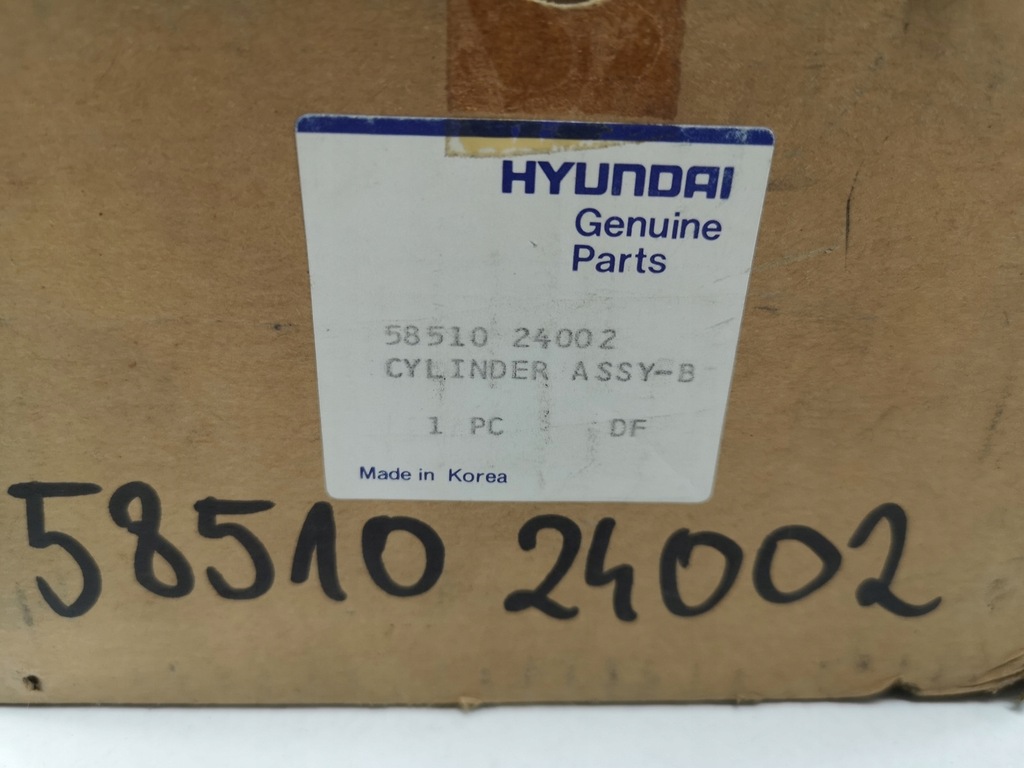 HYUNDAI
Genuine
Parts
58510 24002
CYLINDER ASSY-B
1 PC DF
Made in Korea
58510 24002